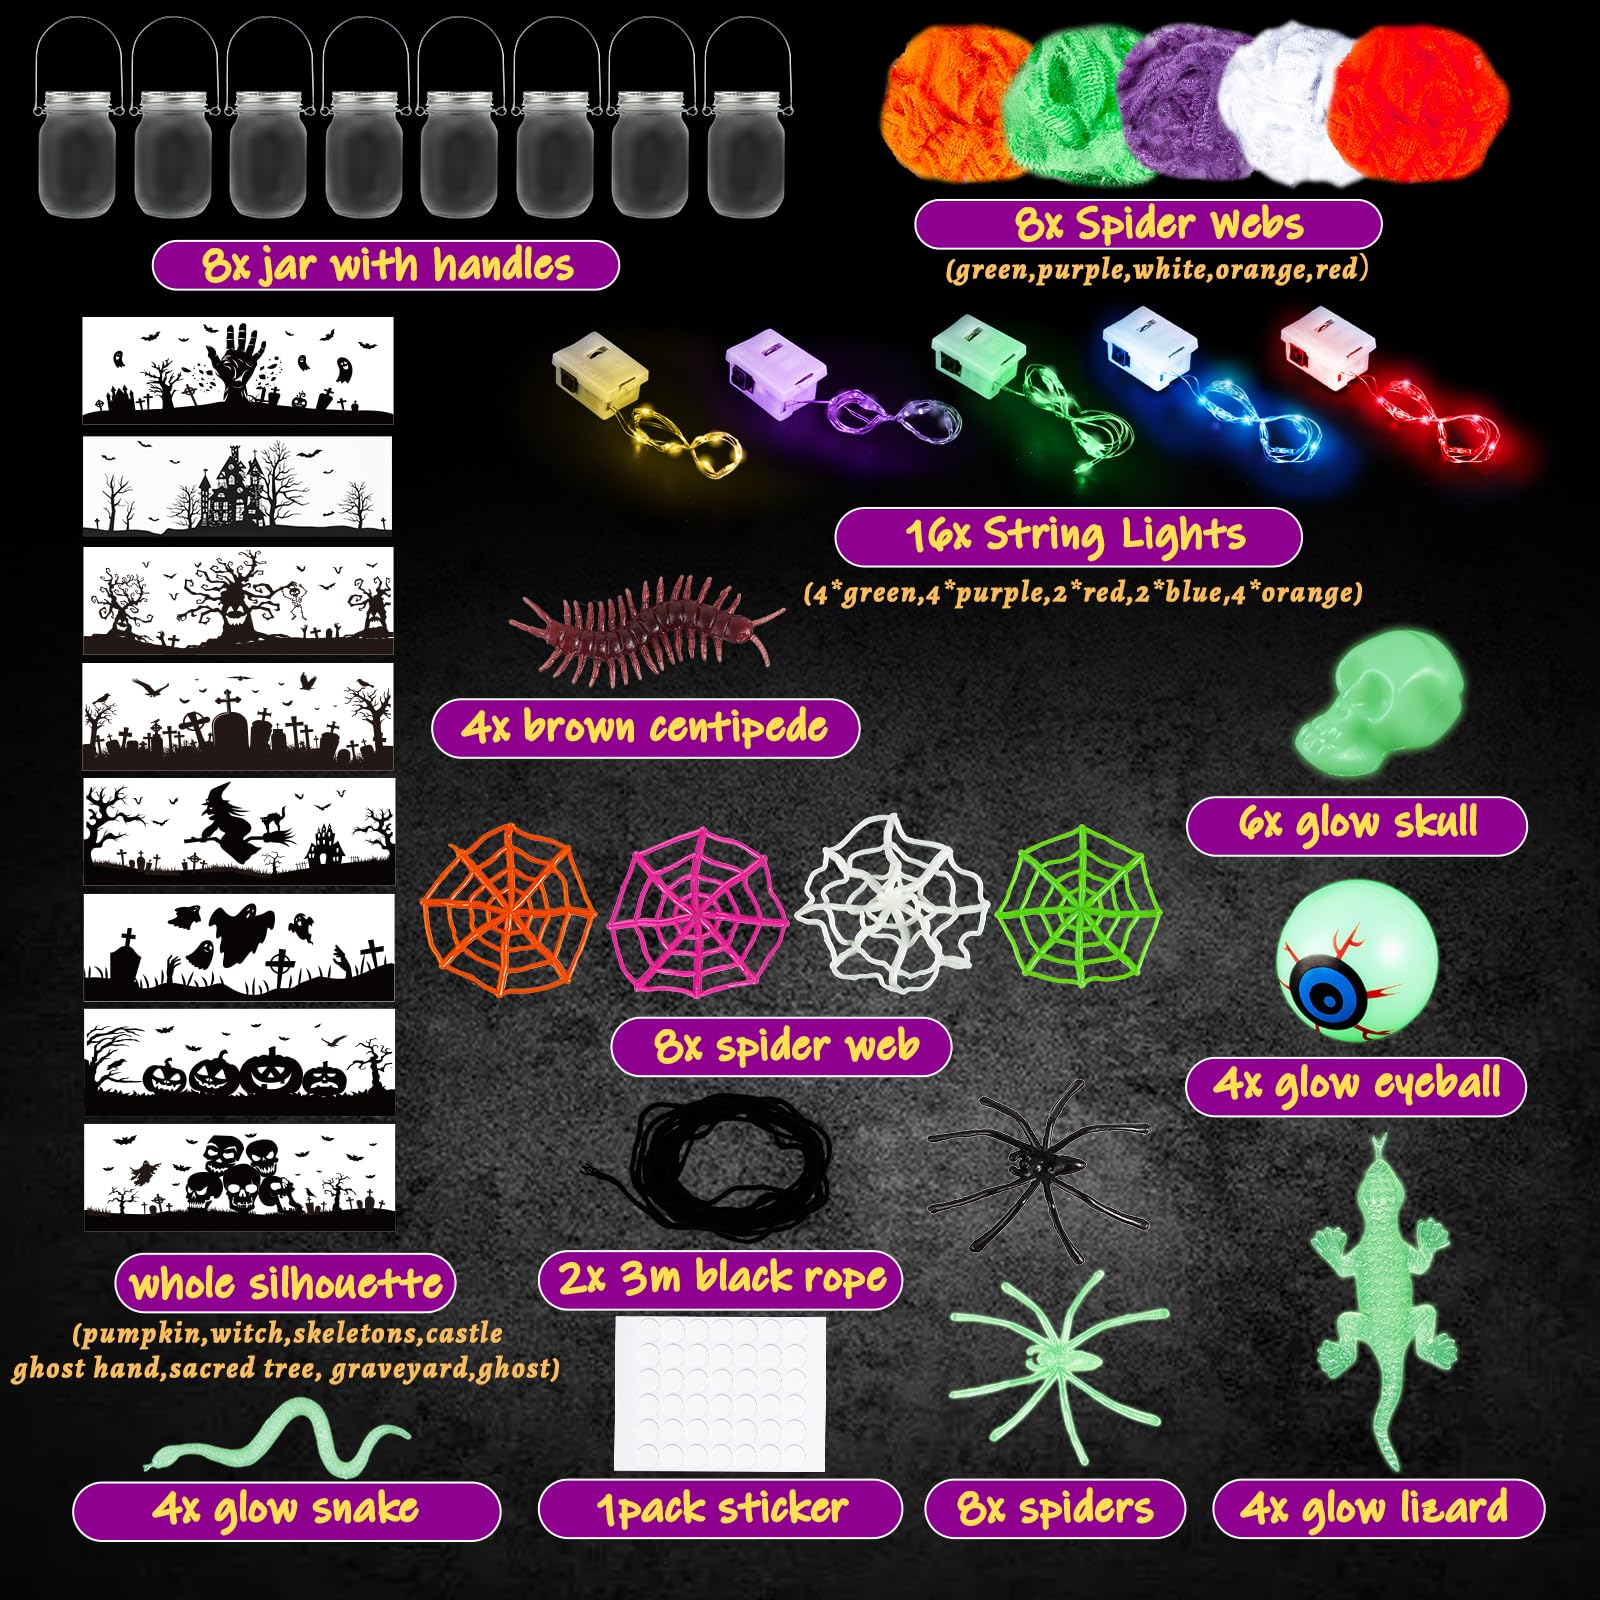 8x jar with handles
8x Spider Webs
(green,purple,white,orange,red)
16x String Lights
(4*green,4*purple,2*red,2*blue,4*orange)
4x brown centipede
6x glow skull
8x spider web
4x glow eyeball
whole silhouette
(pumpkin,witch,skeletons,castle
ghost hand,sacred tree, graveyard,ghost)
2x 3m black rope
4x glow snake
1pack sticker
8x spiders
4x glow lizard